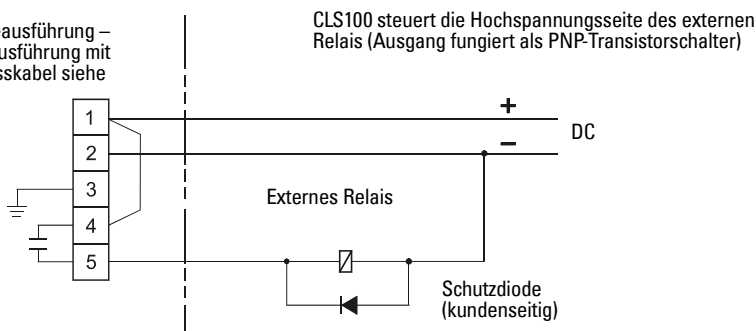 eausführung –
usführung mit
sskabel siehe
CLS100 steuert die Hochspannungsseite des externen
Relais (Ausgang fungiert als PNP-Transistorschalter)
1
+
DC
2
–
3
Externes Relais
4
5
Schutzdiode
(kundenseitig)